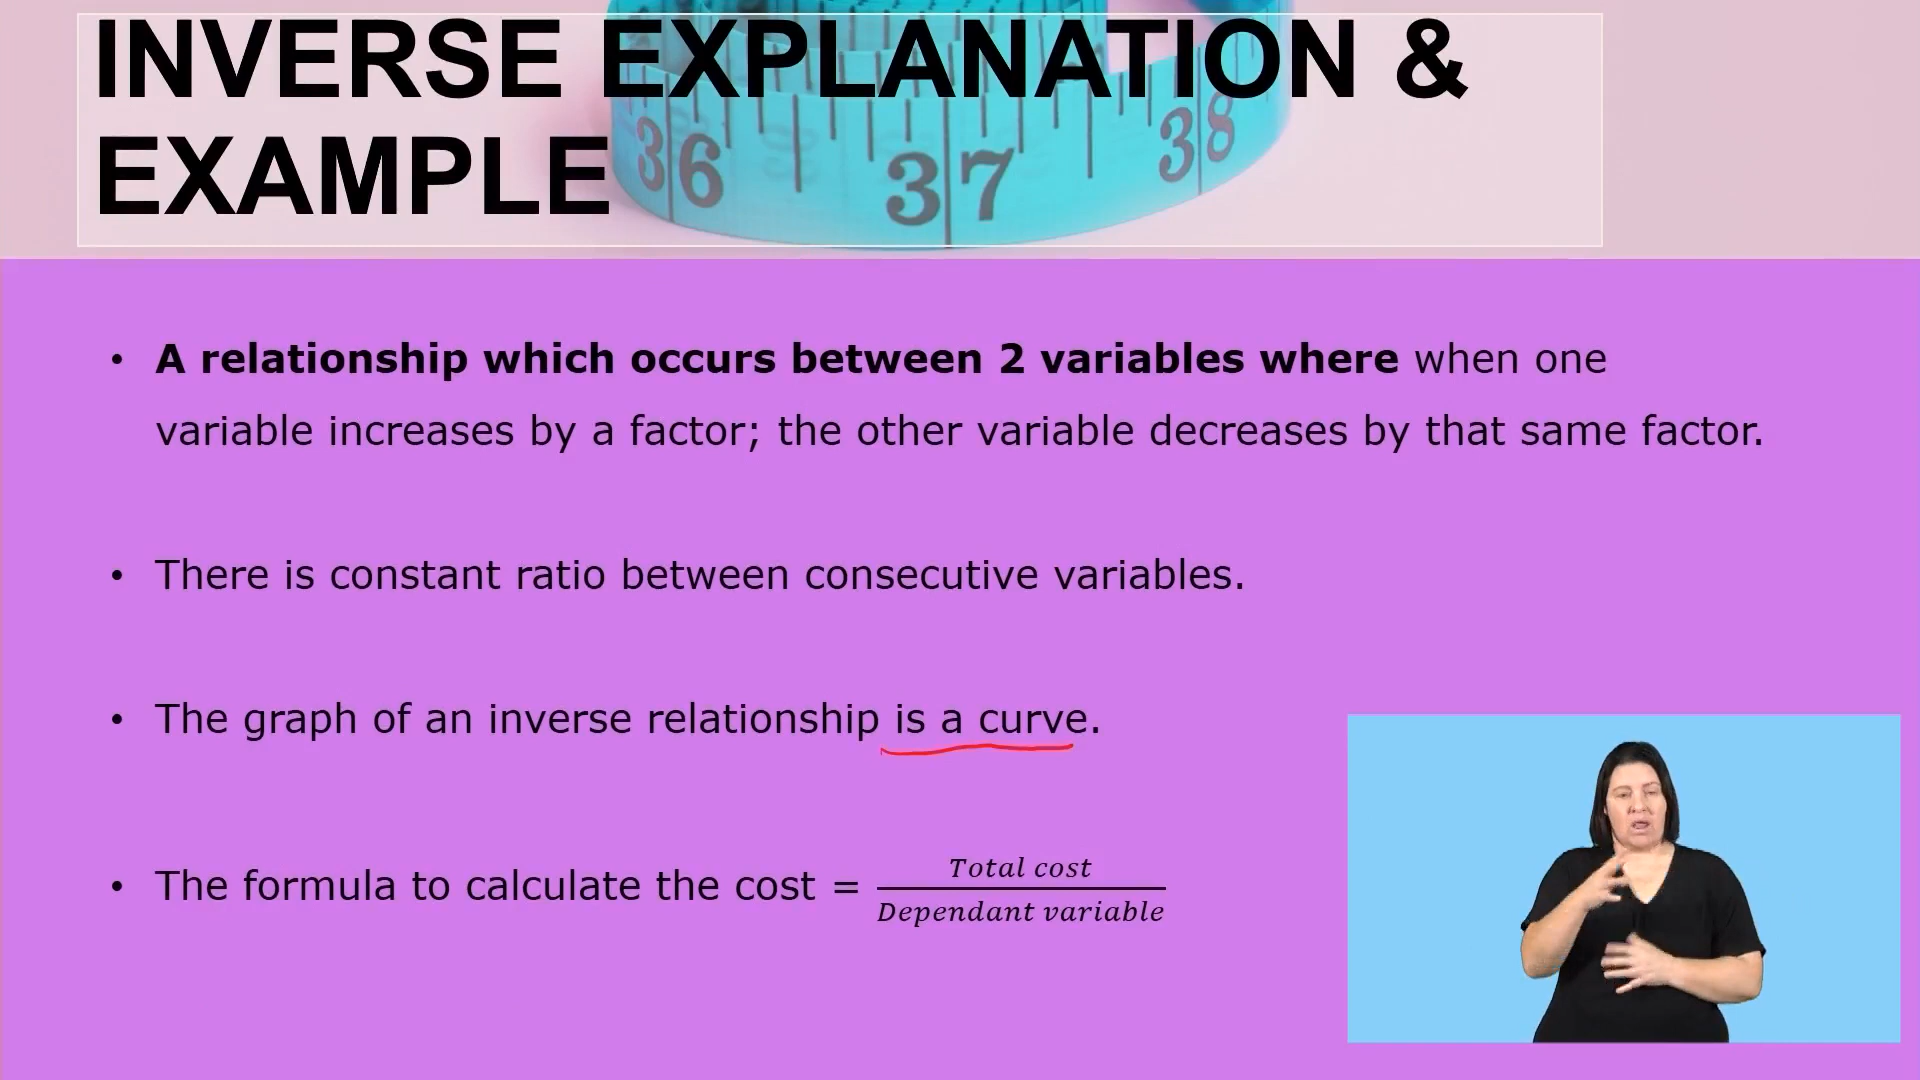 INVERSE EXPLANATION &
EXAMPLE
36 37 38
• A relationship which occurs between 2 variables where when one
variable increases by a factor; the other variable decreases by that same factor.
• There is constant ratio between consecutive variables.
• The graph of an inverse relationship is a curve.
• The formula to calculate the cost = Total cost / Dependant variable